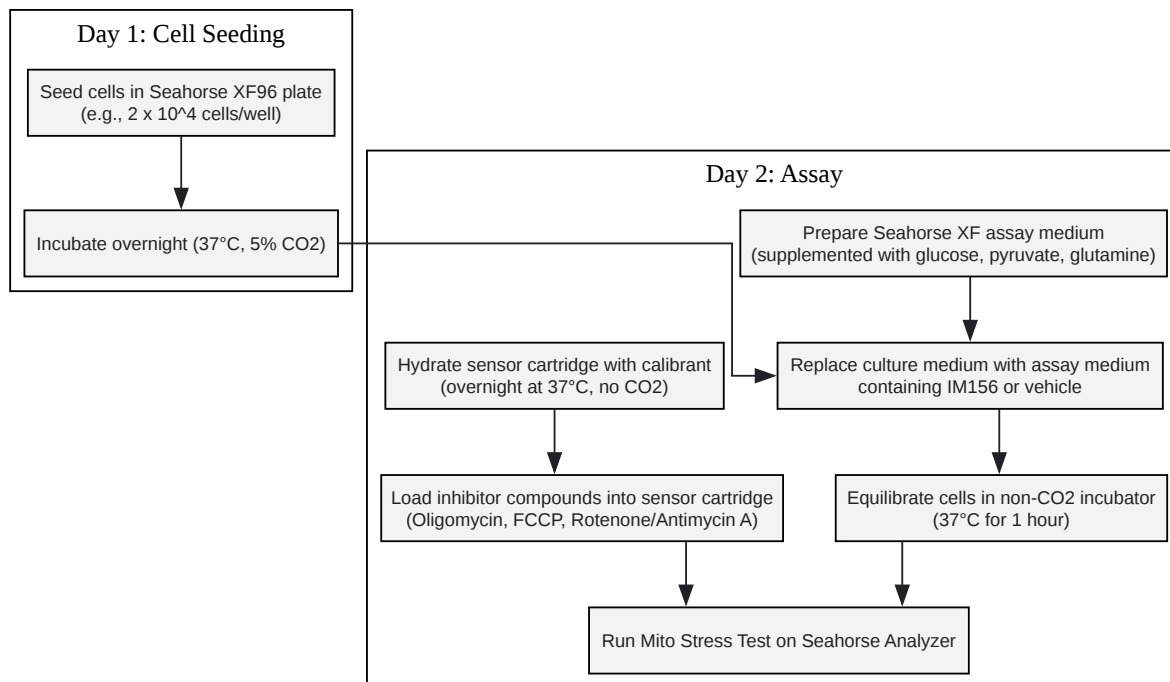 Day 1: Cell Seeding
Seed cells in Seahorse XF96 plate
(e.g., 2 x 10^4 cells/well)
Incubate overnight (37°C, 5% CO2)
Day 2: Assay
Prepare Seahorse XF assay medium
(supplemented with glucose, pyruvate, glutamine)
Hydrate sensor cartridge with calibrant
(overnight at 37°C, no CO2)
Replace culture medium with assay medium
containing IM156 or vehicle
Load inhibitor compounds into sensor cartridge
(Oligomycin, FCCP, Rotenone/Antimycin A)
Equilibrate cells in non-CO2 incubator
(37°C for 1 hour)
Run Mito Stress Test on Seahorse Analyzer